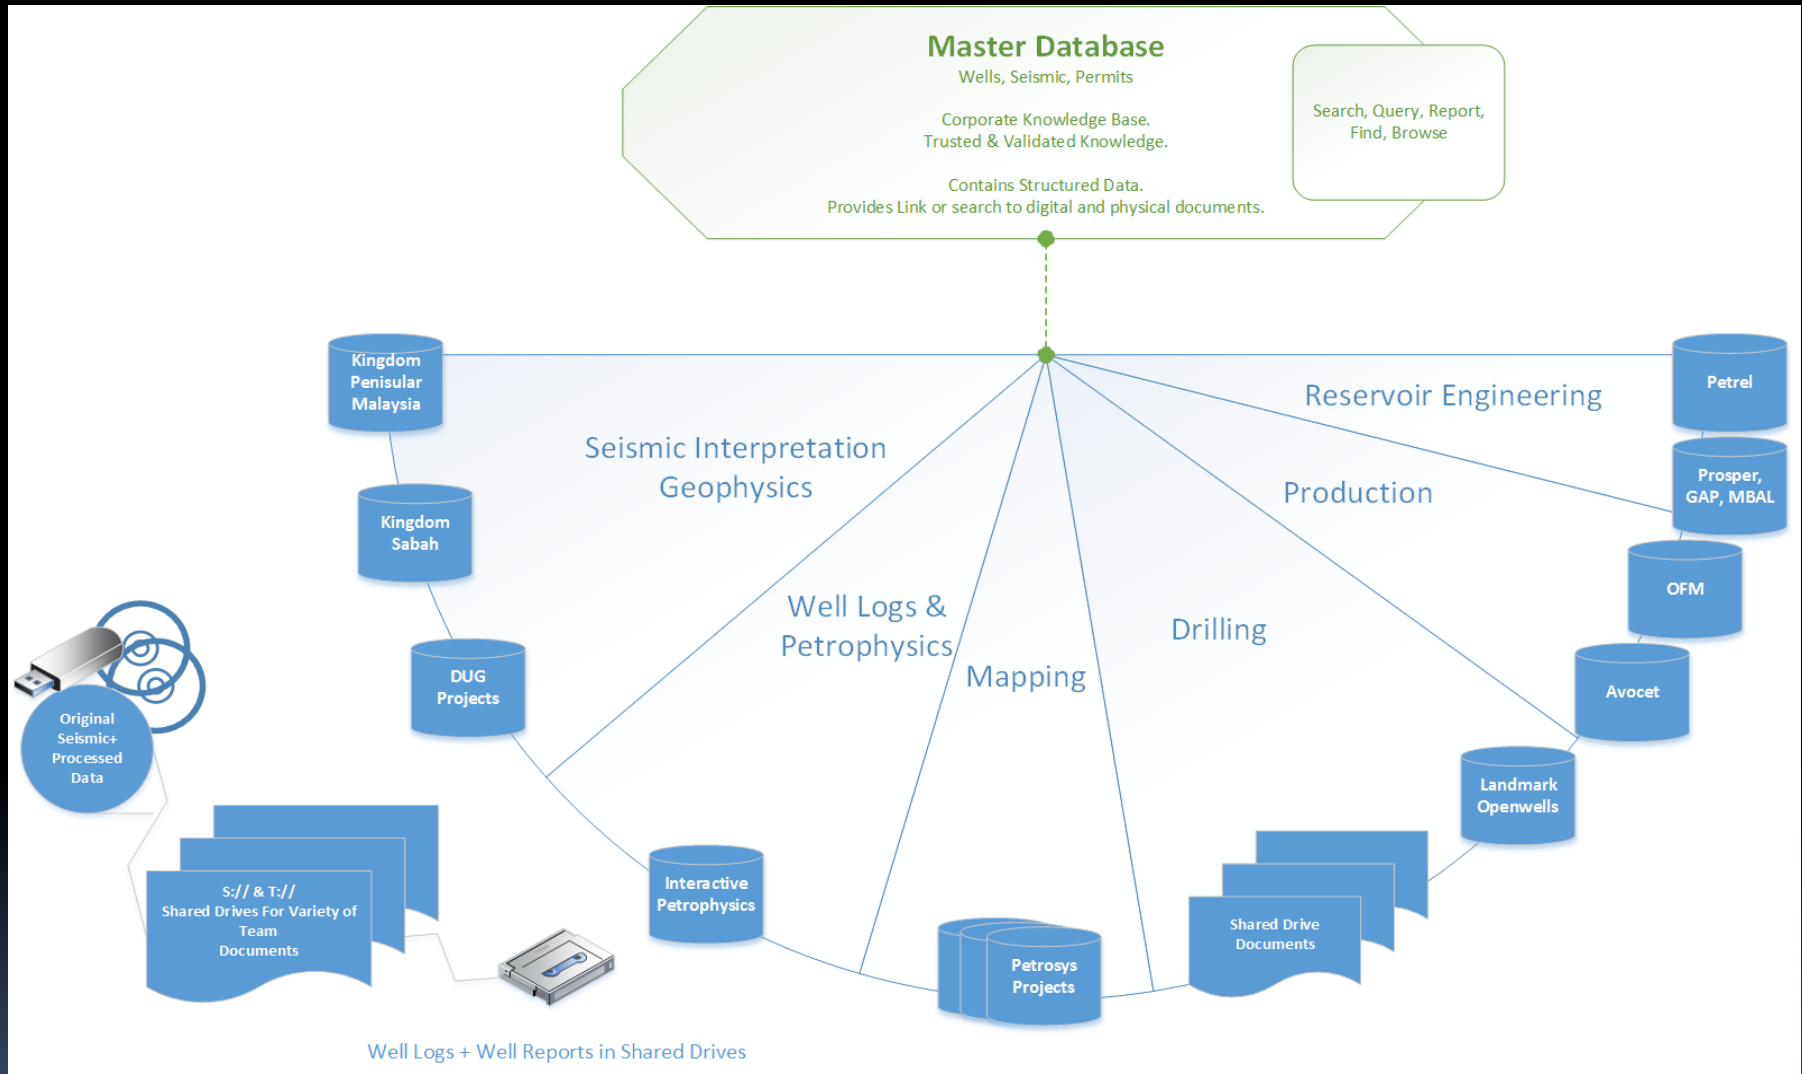 Master Database
Wells, Seismic, Permits
Corporate Knowledge Base.
Trusted & Validated Knowledge.
Contains Structured Data.
Provides Link or search to digital and physical documents.
Search, Query, Report,
Find, Browse
Kingdom
Penisular
Malaysia
Kingdom
Sabah
DUG
Projects
Seismic Interpretation
Geophysics
Well Logs &
Petrophysics
Mapping
Drilling
Production
Reservoir Engineering
Petrel
Prosper,
GAP, MBAL
OFM
Avocet
Landmark
Openwells
Shared Drive
Documents
Petrosys
Projects
Interactive
Petrophysics
Original
Seismic+
Processed
Data
S:// & T://
Shared Drives For Variety of
Team
Documents
Well Logs + Well Reports in Shared Drives